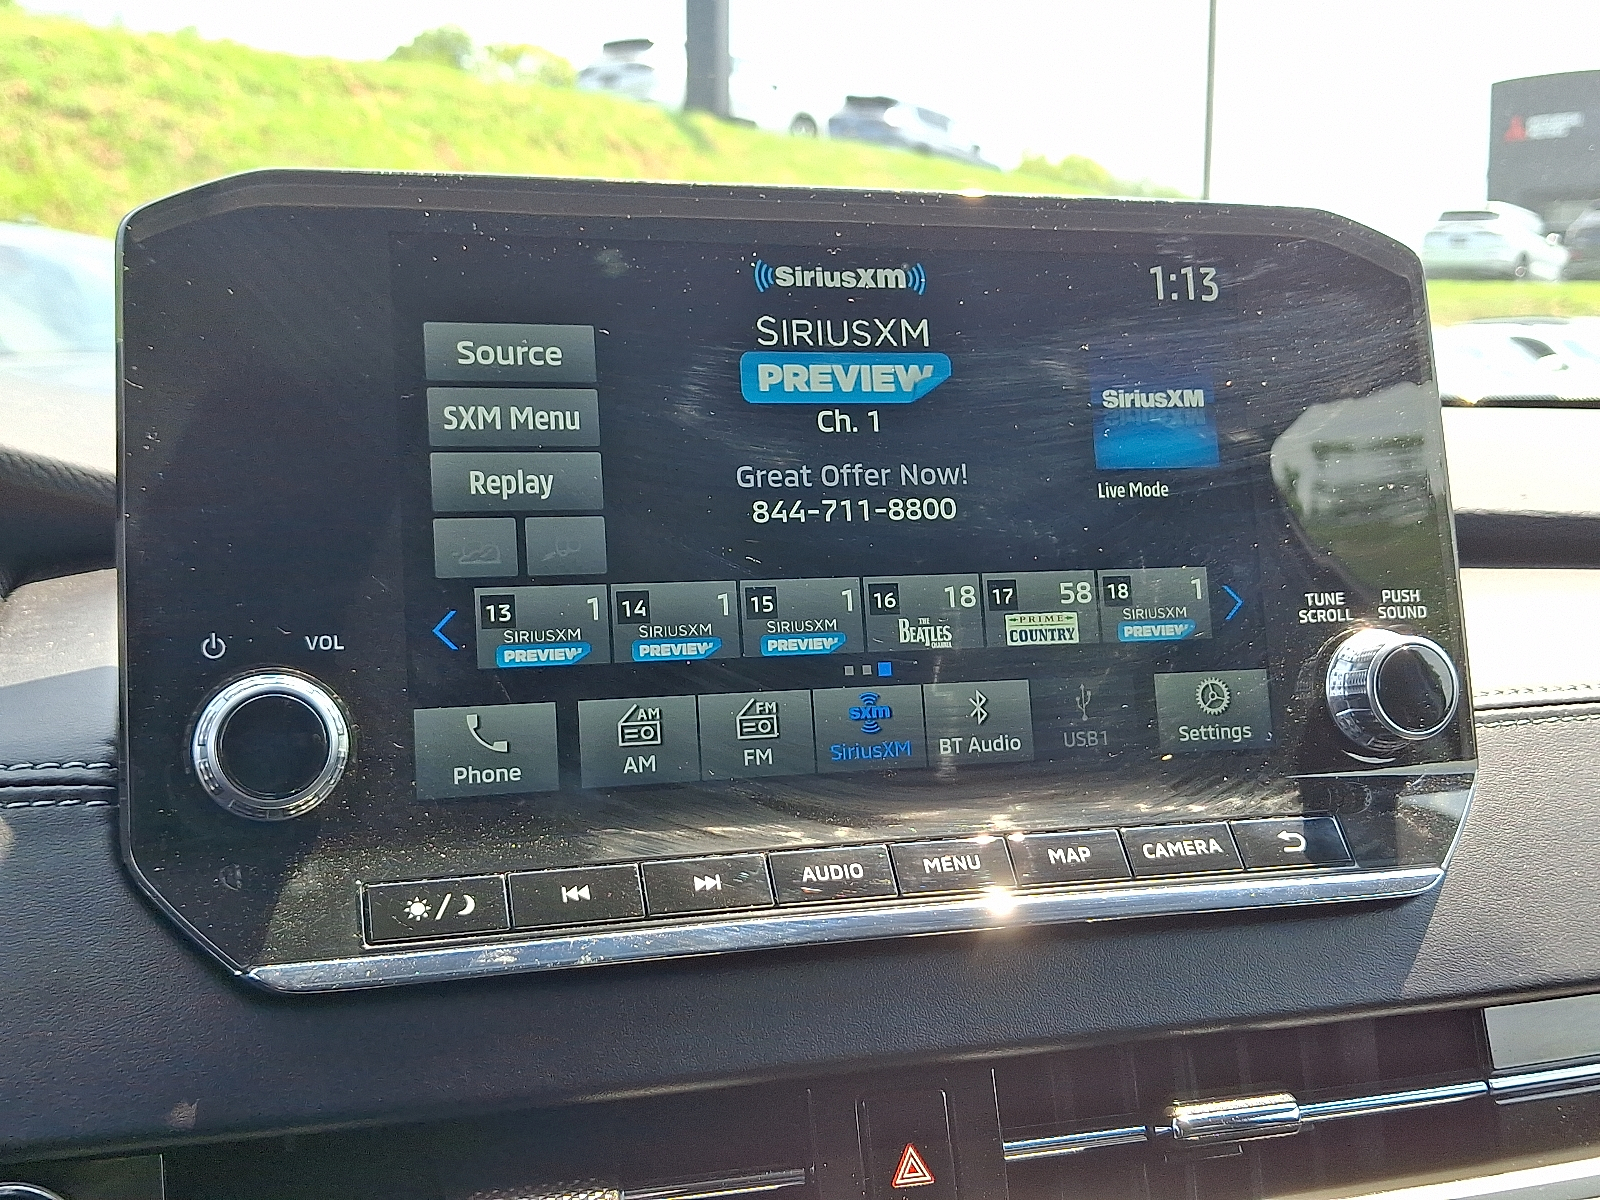 SiriusXM
1:13
SIRIUSXM
PREVIEW
Ch. 1
Great Offer Now!
844-711-8800
Source
SXM Menu
Replay
SiriusXM
Live Mode
13 1
SIRIUSXM
PREVIEW
14 1
SIRIUSXM
PREVIEW
15 1
SIRIUSXM
PREVIEW
16 18
THE
BEATLES
CHANNEL
17 58
PRIME
COUNTRY
18 1
SIRIUSXM
PREVIEW
VOL
TUNE
SCROLL
PUSH
SOUND
Phone
AM
AM
FM
FM
sxm
SiriusXM
BT Audio
USB1
Settings
AUDIO
MENU
MAP
CAMERA